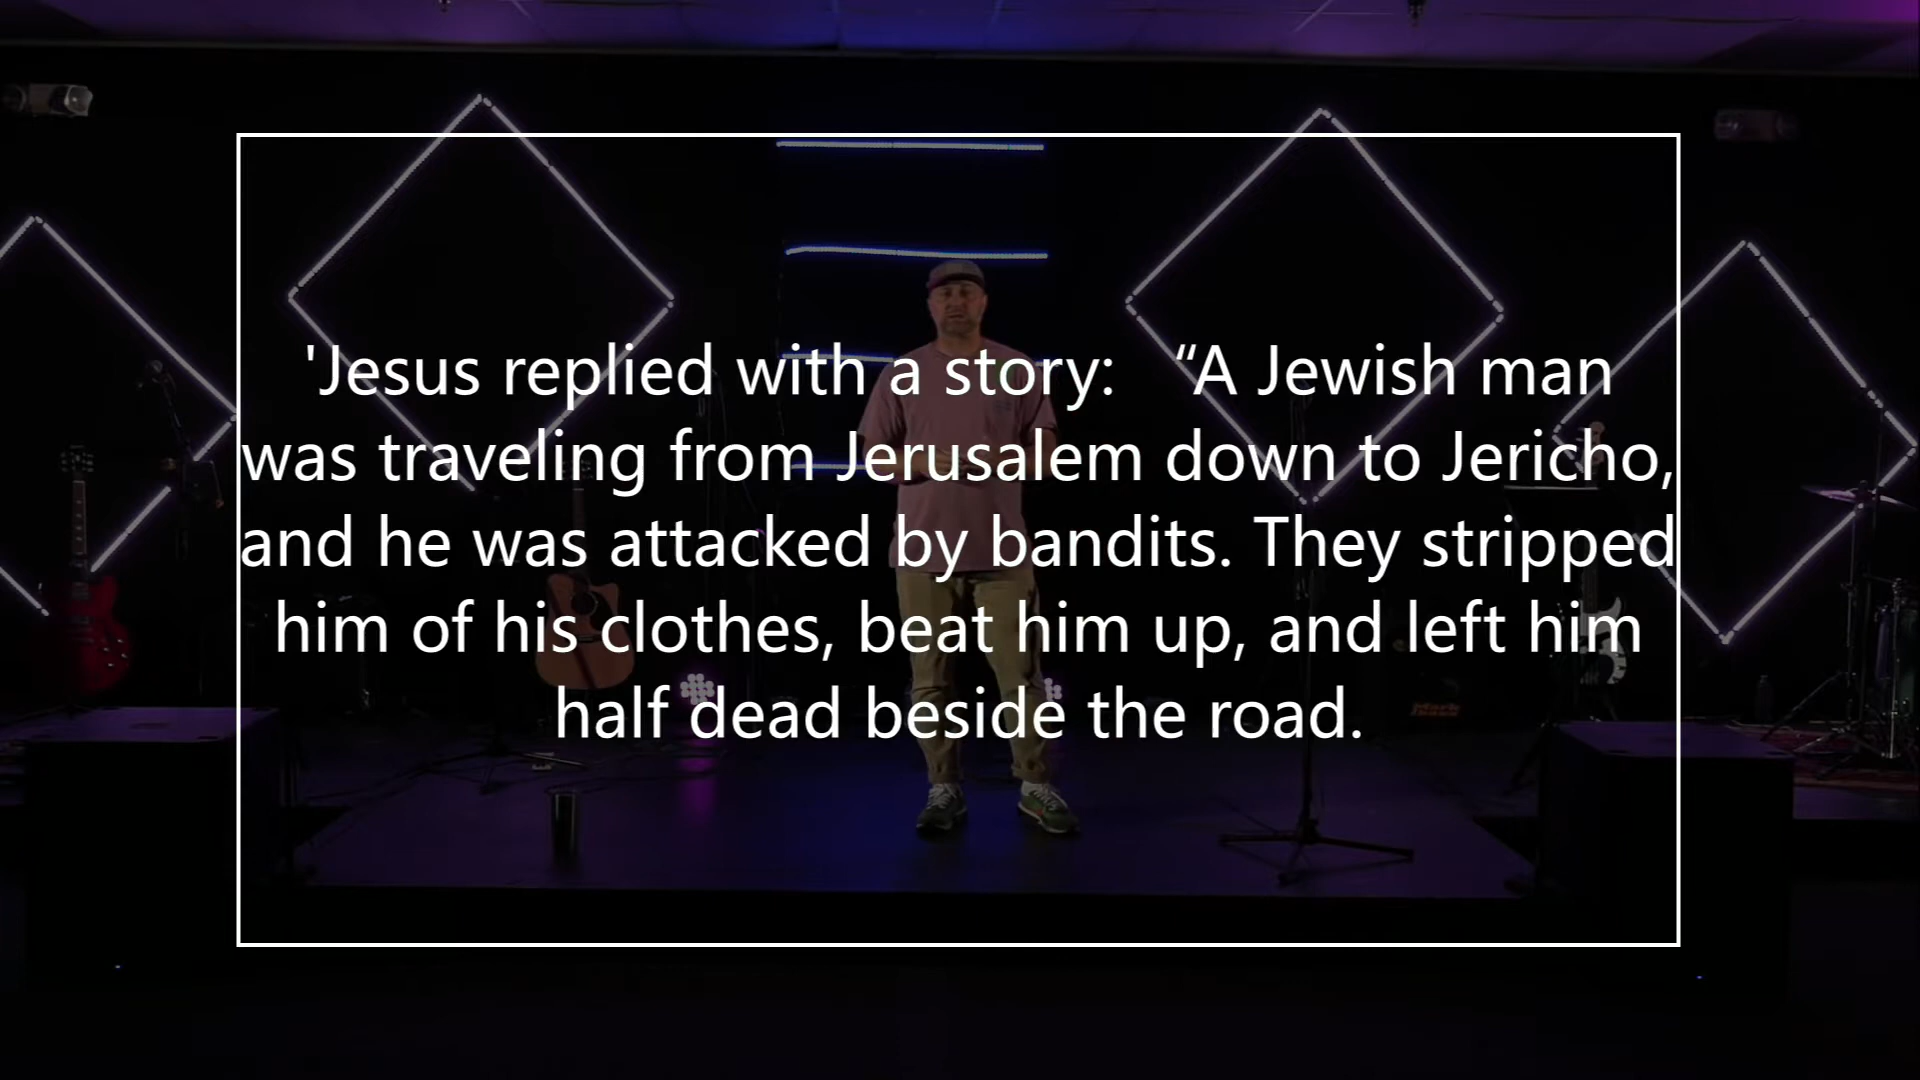 'Jesus replied with a story: “A Jewish man
was traveling from Jerusalem down to Jericho,
and he was attacked by bandits. They stripped
him of his clothes, beat him up, and left him
half dead beside the road.